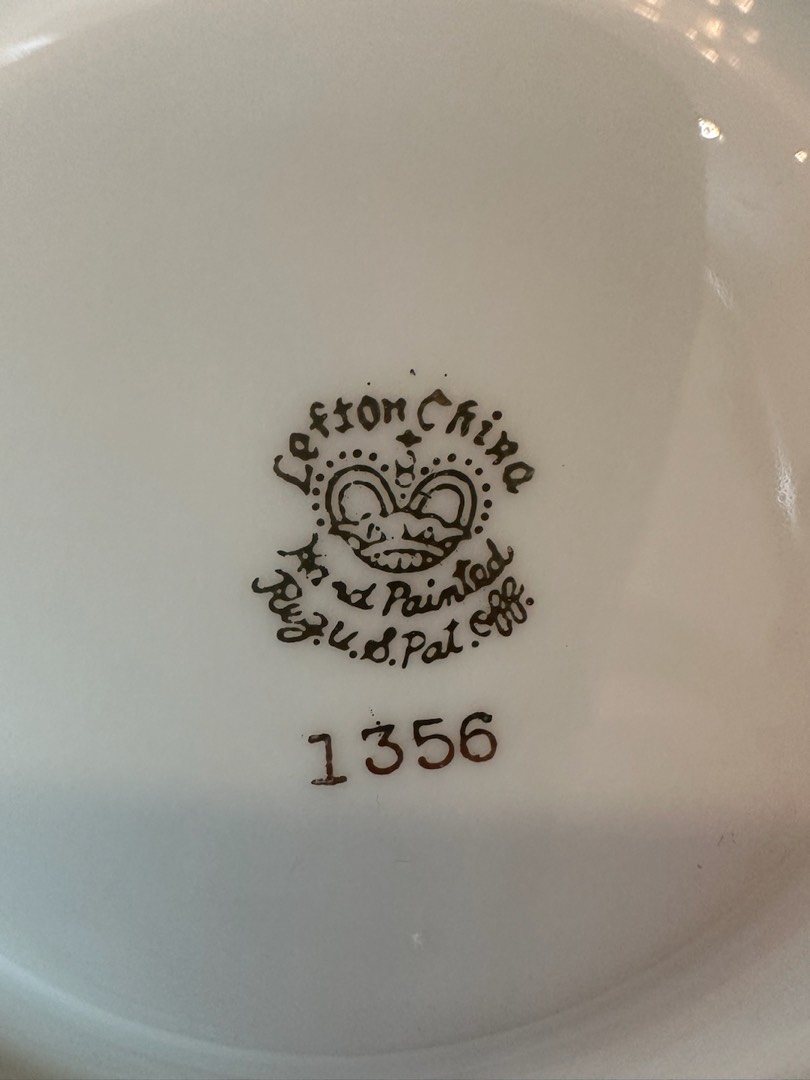 Lefton China
Hand Painted
Reg. U.S. Pat. Off.
1356